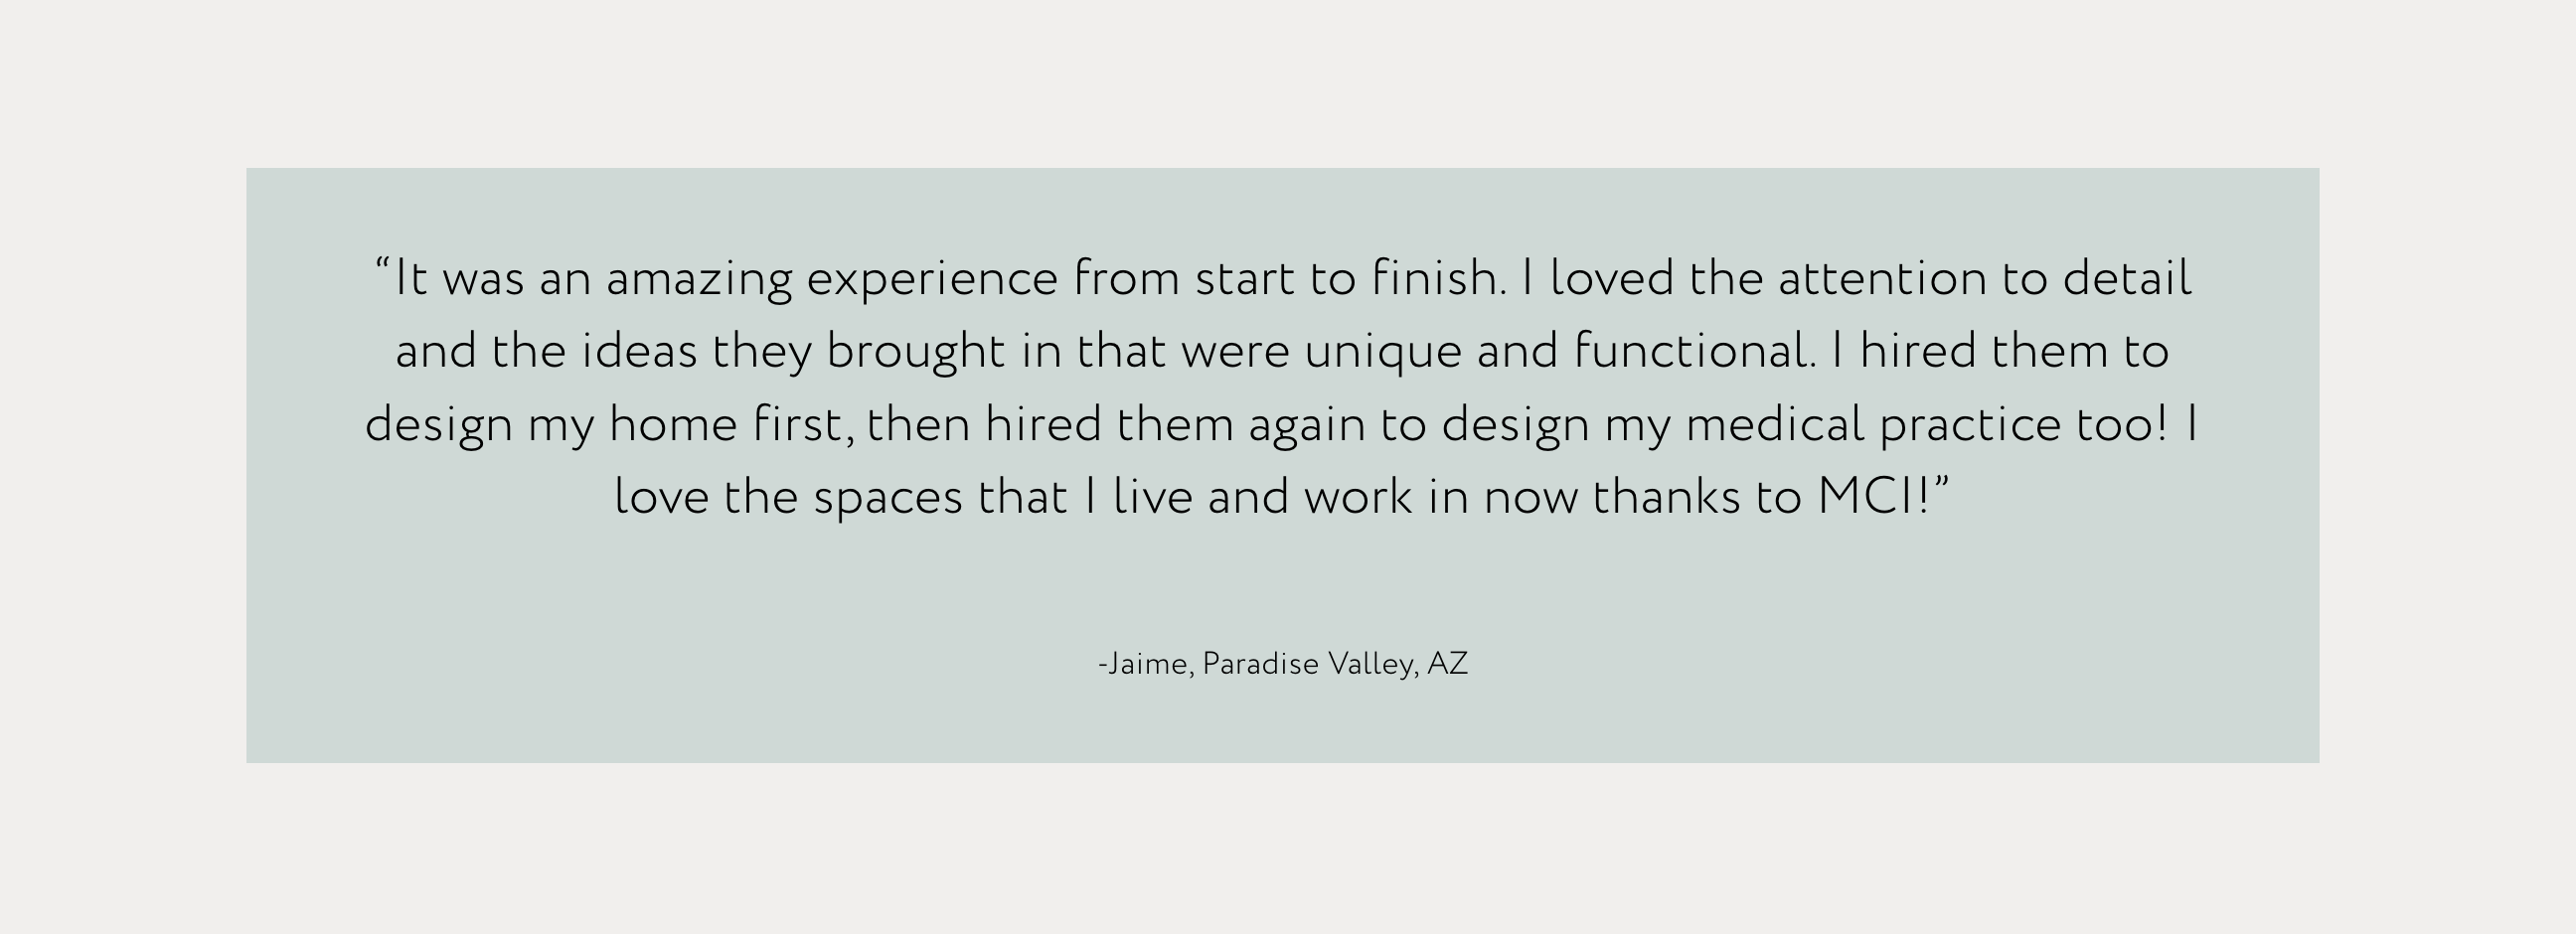 “It was an amazing experience from start to finish. I loved the attention to detail
and the ideas they brought in that were unique and functional. I hired them to
design my home first, then hired them again to design my medical practice too! I
love the spaces that I live and work in now thanks to MCI!”
-Jaime, Paradise Valley, AZ